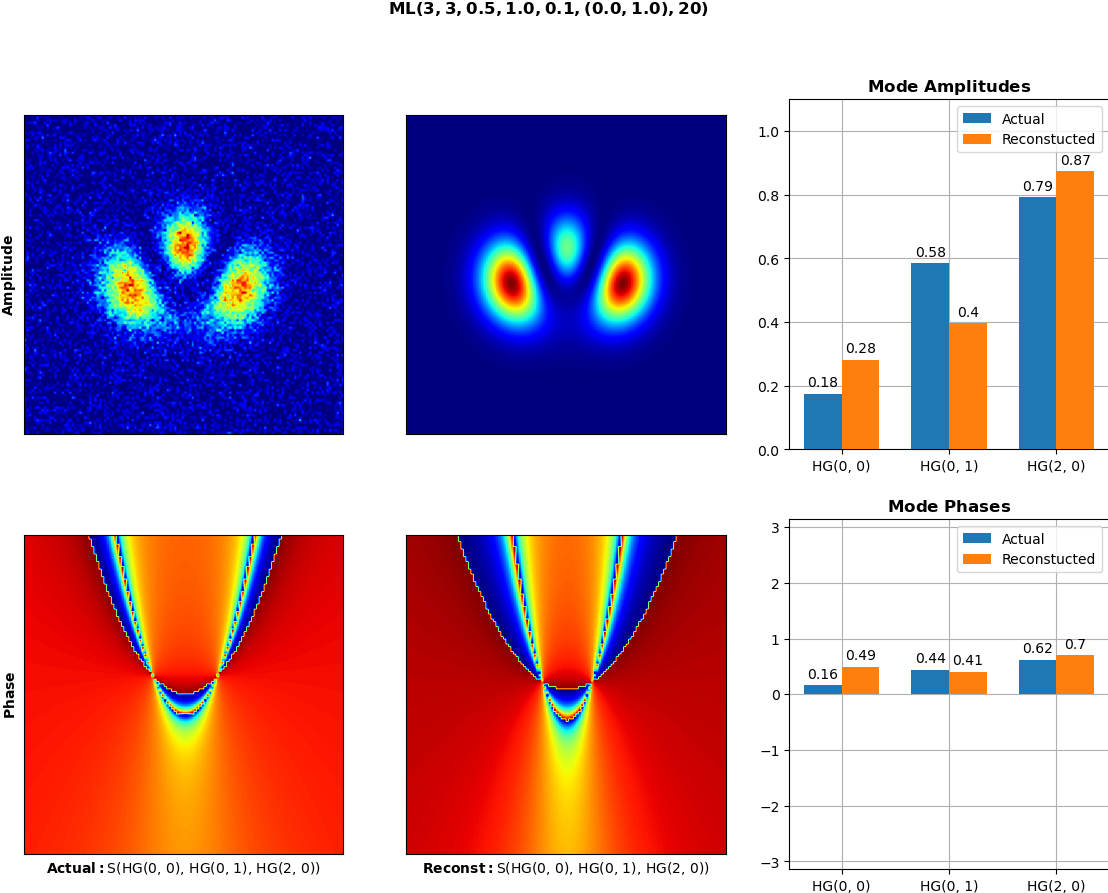 ML(3, 3, 0.5, 1.0, 0.1, (0.0, 1.0), 20)
Amplitude
Mode Amplitudes
Actual
Reconstucted
1.0
0.8
0.6
0.4
0.2
0.0
0.18
0.28
0.58
0.4
0.79
0.87
HG(0, 0)
HG(0, 1)
HG(2, 0)
Phase
Actual: S(HG(0, 0), HG(0, 1), HG(2, 0))
Reconst: S(HG(0, 0), HG(0, 1), HG(2, 0))
Mode Phases
Actual
Reconstucted
3
2
1
0
−1
−2
−3
0.16
0.49
0.44
0.41
0.62
0.7
HG(0, 0)
HG(0, 1)
HG(2, 0)